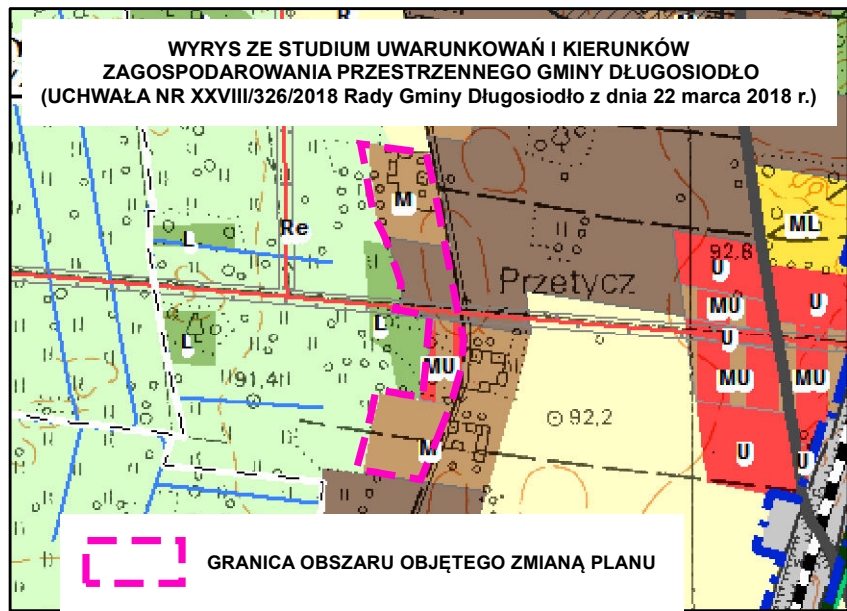 WYRYS ZE STUDIUM UWARUNKOWAŃ I KIERUNKÓW
ZAGOSPODAROWANIA PRZESTRZENNEGO GMINY DŁUGOSIODŁO
(UCHWAŁA NR XXVIII/326/2018 Rady Gminy Długosiodło z dnia 22 marca 2018 r.)
M
ML
Re
L
92,6
U
Przetycz
MU
U
L
L
U
MU
91,4
MU
MU
92,2
M
U
U
GRANICA OBSZARU OBJĘTEGO ZMIANĄ PLANU